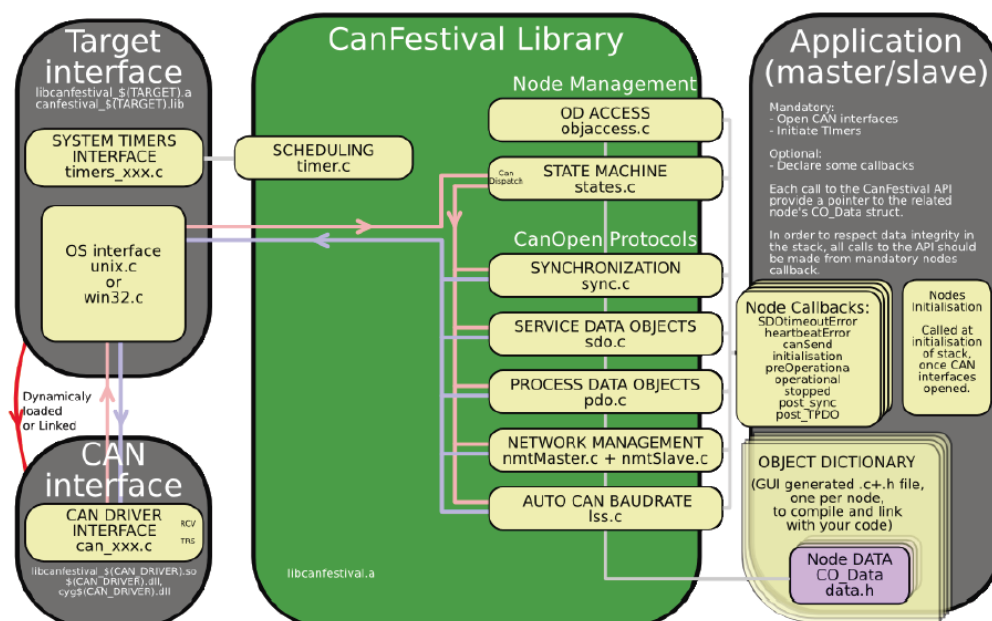 Target
interface
libcanfestival_$(TARGET).a
canfestival_$(TARGET).lib
SYSTEM TIMERS
INTERFACE
timers_xxx.c
OS interface
unix.c
or
win32.c
Dynamicaly
loaded
or Linked
CAN
interface
CAN DRIVER
INTERFACE
can_xxx.c
RCV
TRS
libcanfestival_$(CAN_DRIVER).so
$(CAN_DRIVER).dll,
cyg$(CAN_DRIVER).dll
CanFestival Library
SCHEDULING
timer.c
Node Management
OD ACCESS
objaccess.c
Can
Dispatch
STATE MACHINE
states.c
CanOpen Protocols
SYNCHRONIZATION
sync.c
SERVICE DATA OBJECTS
sdo.c
PROCESS DATA OBJECTS
pdo.c
NETWORK MANAGEMENT
nmtMaster.c + nmtSlave.c
AUTO CAN BAUDRATE
lss.c
libcanfestival.a
Application
(master/slave)
Mandatory:
- Open CAN interfaces
- Initiate TImers
Optional:
- Declare some callbacks
Each call to the CanFestival API
provide a pointer to the related
node's CO_Data struct.
In order to respect data integrity in
the stack, all calls to the API should
be made from mandatory nodes
callback.
Node Callbacks:
SDOtimeoutError
heartbeatError
canSend
initialisation
preOperationa
operational
stopped
post_sync
post_TPDO
Nodes
Initialisation
Called at
initialisation
of stack,
once CAN
interfaces
opened.
OBJECT DICTIONARY
(GUI generated .c+.h file,
one per node,
to compile and link
with your code)
Node DATA
CO_Data
data.h